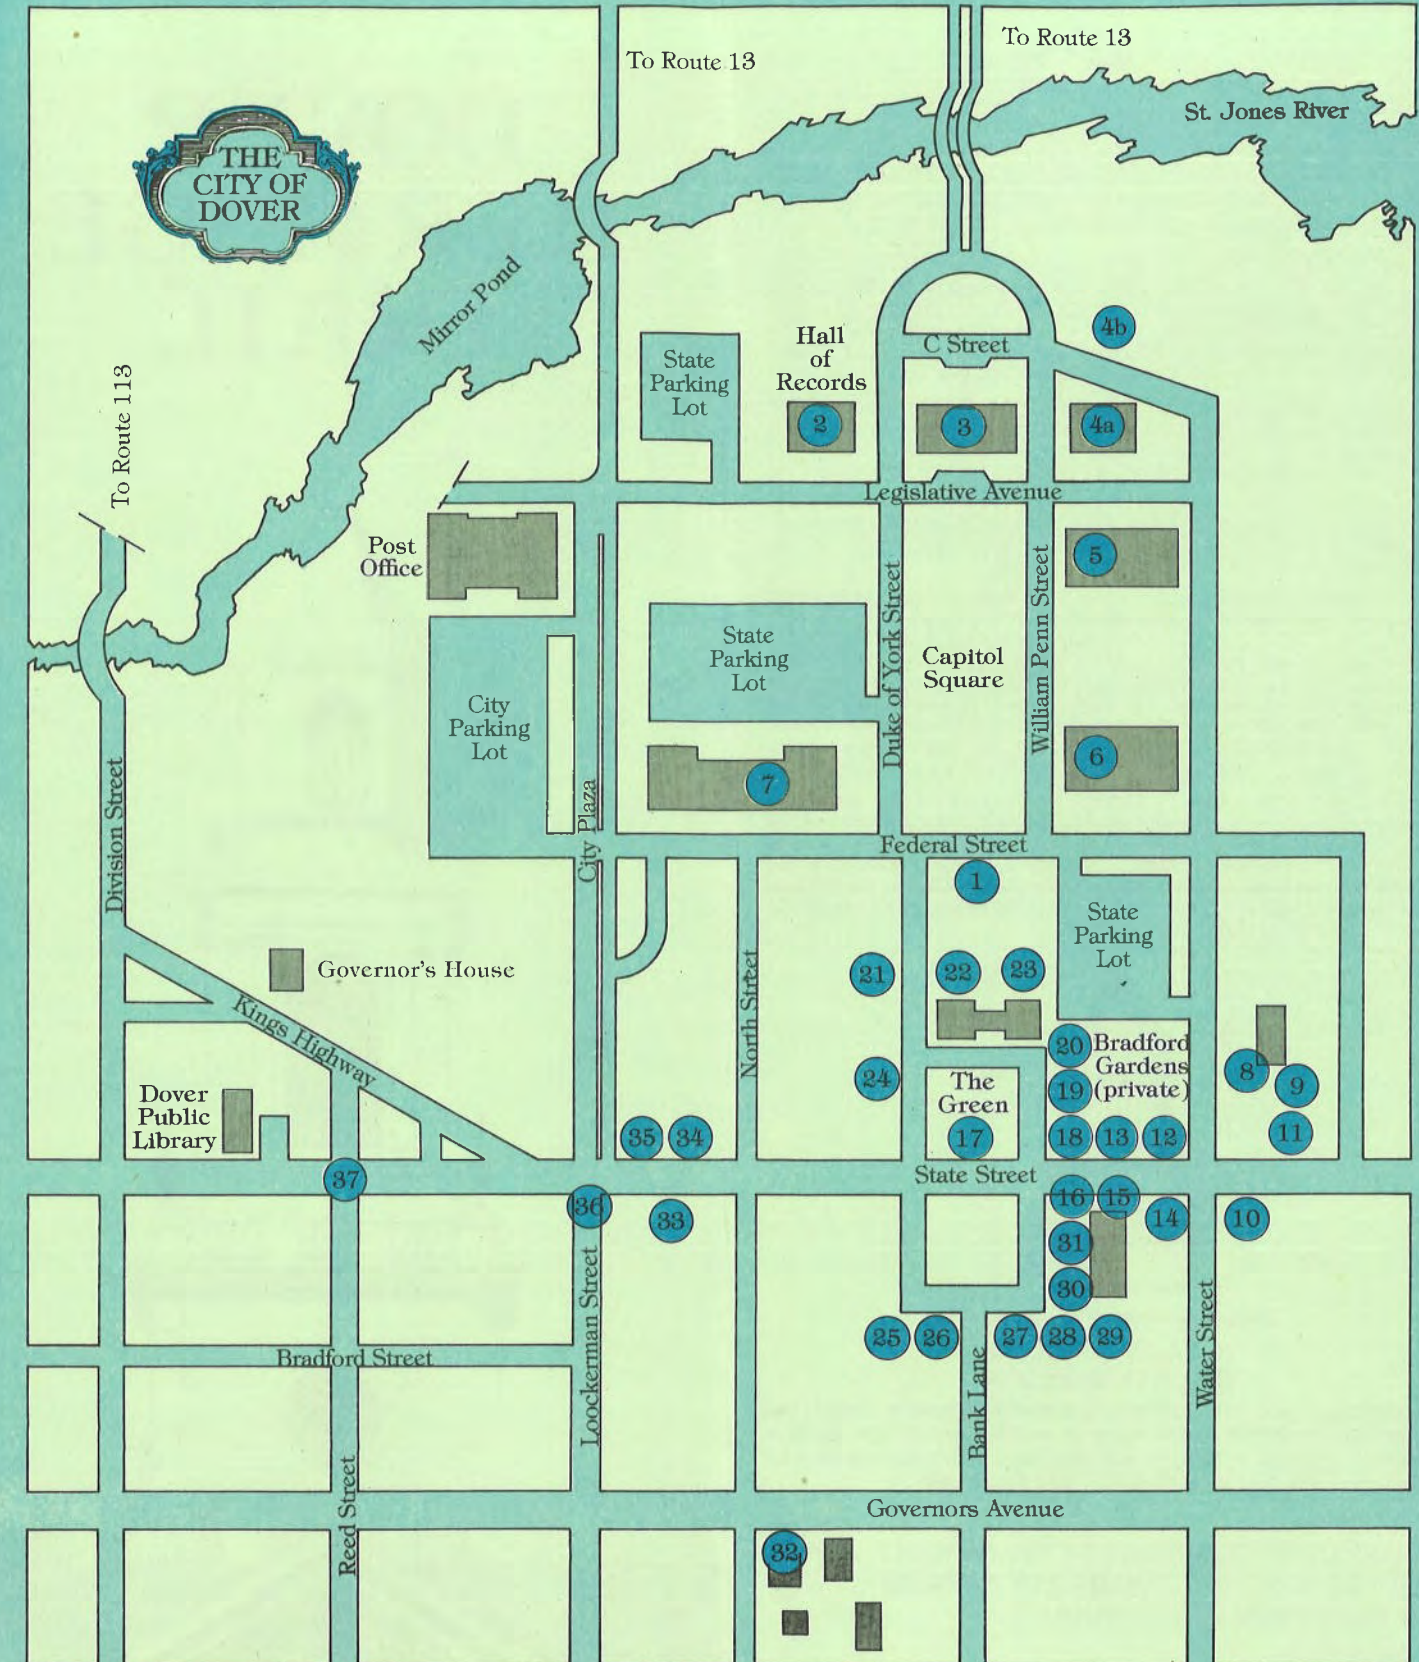 To Route 13
To Route 13
St. Jones River
THE
CITY OF
DOVER
Mirror Pond
4b
Hall
of
Records
C Street
State
Parking
Lot
To Route 113
2
3
4a
Legislative Avenue
Post
Office
5
Duke of York Street
William Penn Street
State
Parking
Lot
Capitol
Square
City
Parking
Lot
6
7
Division Street
City Plaza
Federal Street
1
State
Parking
Lot
Governor's House
21
22
23
North Street
Kings Highway
20
Bradford
Gardens
(private)
8
9
24
The
Green
19
Dover
Public
Library
35
34
17
18
13
12
11
37
State Street
36
33
16
15
14
10
31
30
25
26
27
28
29
Loockerman Street
Bradford Street
Bank Lane
Water Street
Reed Street
Governors Avenue
32